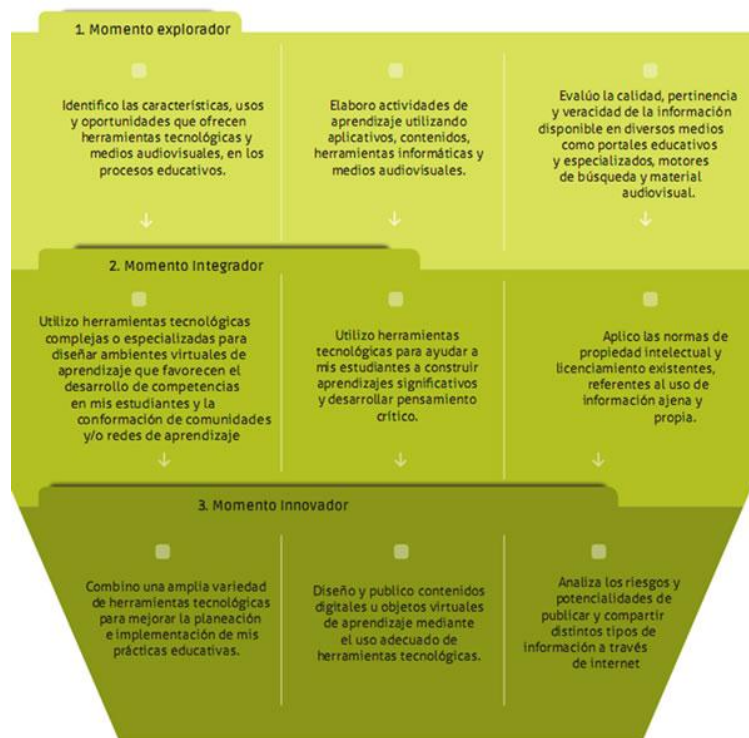 1. Momento explorador
Identifico las características, usos
y oportunidades que ofrecen
herramientas tecnológicas y
medios audiovisuales, en los
procesos educativos.
Elaboro actividades de
aprendizaje utilizando
aplicativos, contenidos,
herramientas informáticas y
medios audiovisuales.
Evalúo la calidad, pertinencia
y veracidad de la información
disponible en diversos medios
como portales educativos
y especializados, motores
de búsqueda y material
audiovisual.
2. Momento Integrador
Utilizo herramientas tecnológicas
complejas o especializadas para
diseñar ambientes virtuales de
aprendizaje que favorecen el
desarrollo de competencias
en mis estudiantes y la
conformación de comunidades
y/o redes de aprendizaje
Utilizo herramientas
tecnológicas para ayudar a
mis estudiantes a construir
aprendizajes significativos
y desarrollar pensamiento
crítico.
Aplico las normas de
propiedad intelectual y
licenciamiento existentes,
referentes al uso de
información ajena y
propia.
3. Momento Innovador
Combino una amplia variedad
de herramientas tecnológicas
para mejorar la planeación
e implementación de mis
prácticas educativas.
Diseño y publico contenidos
digitales u objetos virtuales
de aprendizaje mediante
el uso adecuado de
herramientas tecnológicas.
Analiza los riesgos y
potencialidades de
publicar y compartir
distintos tipos de
información a través
de internet